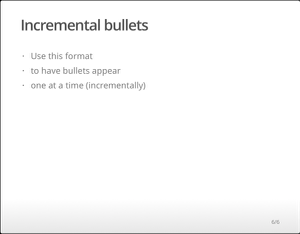 Incremental bullets
· Use this format
· to have bullets appear
· one at a time (incrementally)
6/6